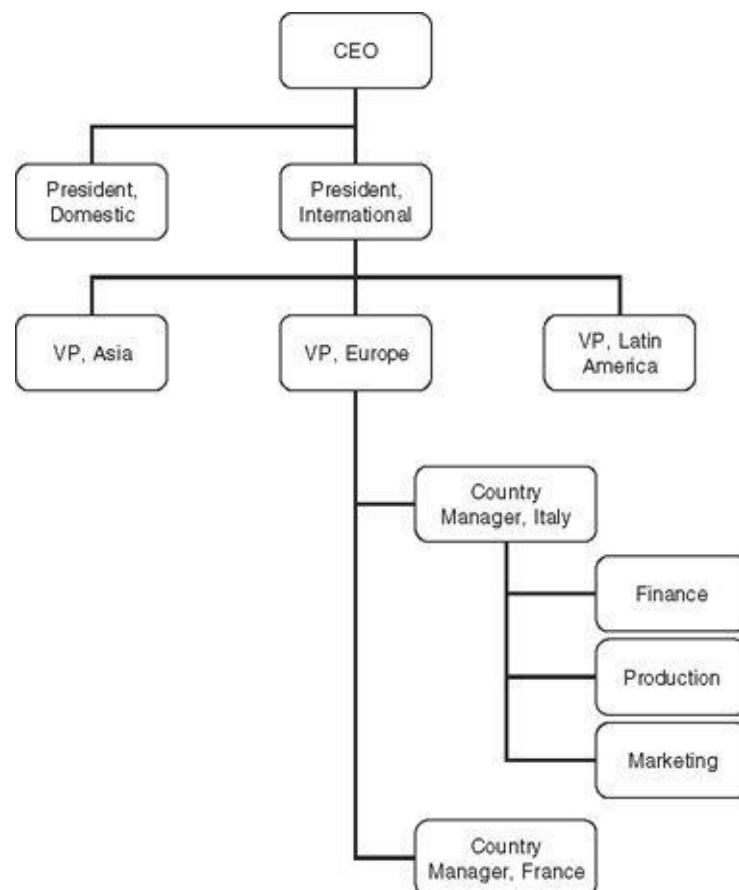 CEO
President,
Domestic
President,
International
VP, Asia
VP, Europe
VP, Latin
America
Country
Manager, Italy
Finance
Production
Marketing
Country
Manager, France